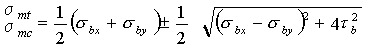 σ_mt
σ_mc = 1/2 (σ_bx + σ_by) ± 1/2 √((σ_bx − σ_by)² + 4τ_b²)